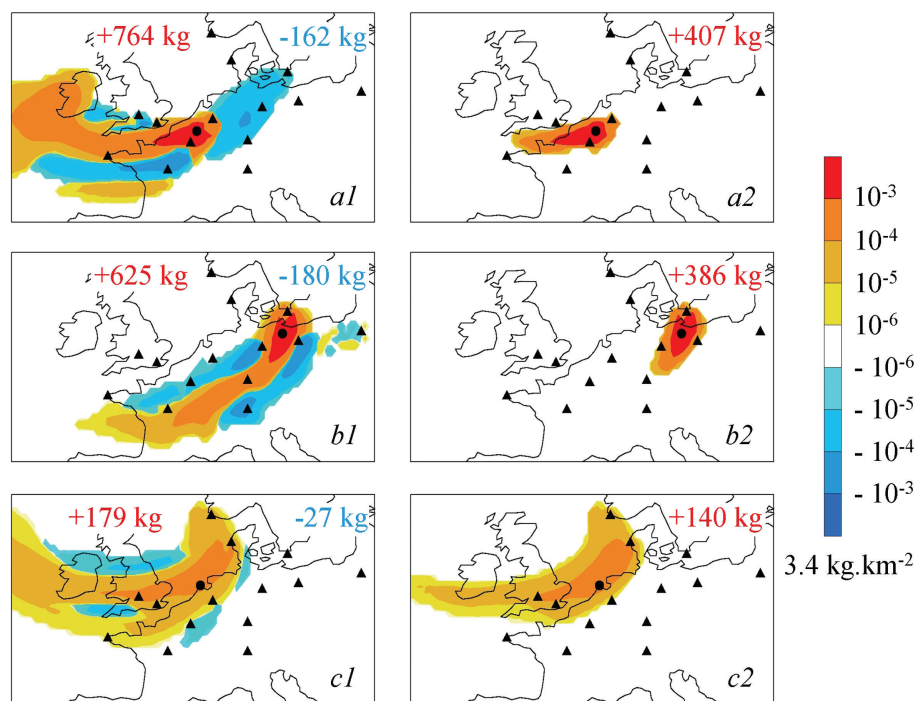 +764 kg -162 kg
a1
+407 kg
a2
+625 kg -180 kg
b1
+386 kg
b2
+179 kg -27 kg
c1
+140 kg
c2
10⁻³
10⁻⁴
10⁻⁵
10⁻⁶
- 10⁻⁶
- 10⁻⁵
- 10⁻⁴
- 10⁻³
3.4 kg.km⁻²